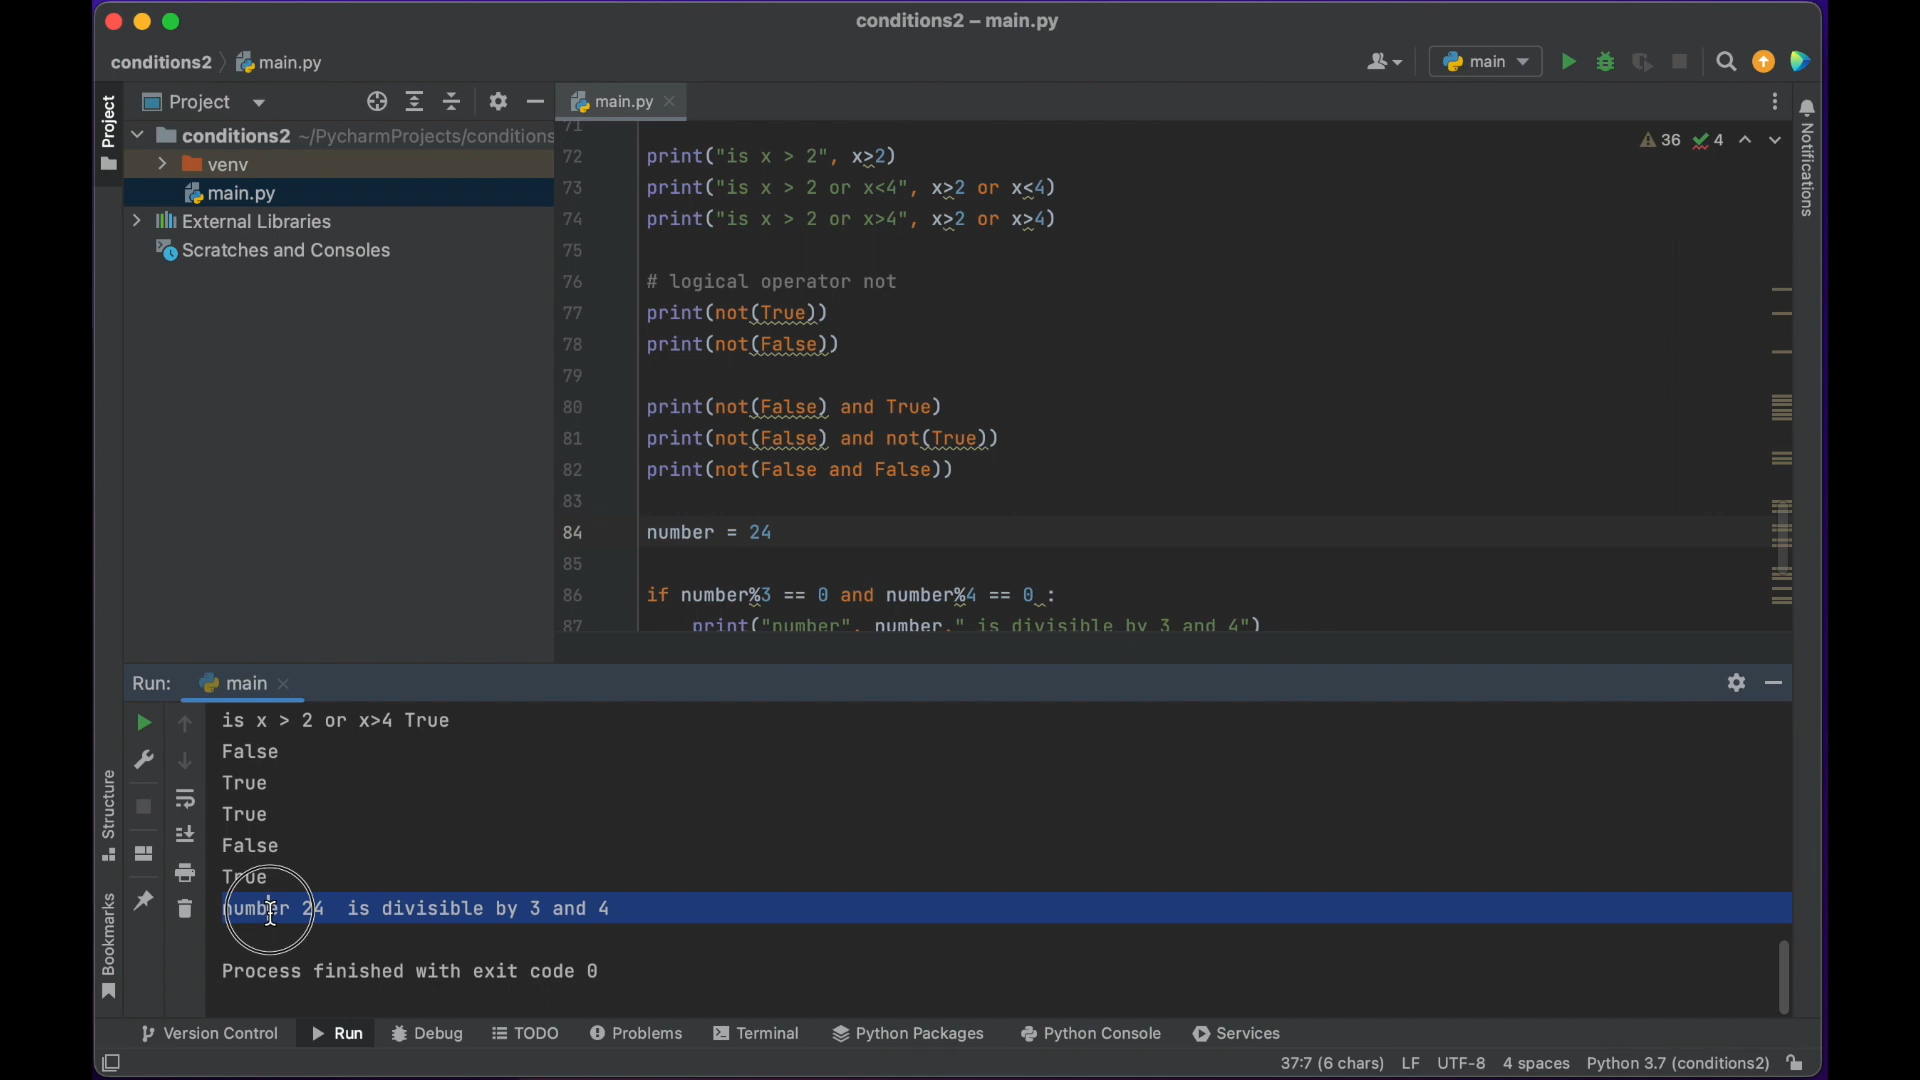 conditions2 – main.py
conditions2 main.py
main
Project
main.py
Project
Notifications
conditions2 ~/PycharmProjects/conditions
venv
main.py
External Libraries
Scratches and Consoles
36 4
71
72 print("is x > 2", x>2)
73 print("is x > 2 or x<4", x>2 or x<4)
74 print("is x > 2 or x>4", x>2 or x>4)
75
76 # logical operator not
77 print(not(True))
78 print(not(False))
79
80 print(not(False) and True)
81 print(not(False) and not(True))
82 print(not(False and False))
83
84 number = 24
85
86 if number%3 == 0 and number%4 == 0 :
87 print("number", number," is divisible by 3 and 4")
Run: main
is x > 2 or x>4 True
False
True
True
False
True
number 24  is divisible by 3 and 4
Process finished with exit code 0
Structure
Bookmarks
Version Control Run Debug TODO Problems Terminal Python Packages Python Console Services
37:7 (6 chars) LF UTF-8 4 spaces Python 3.7 (conditions2)